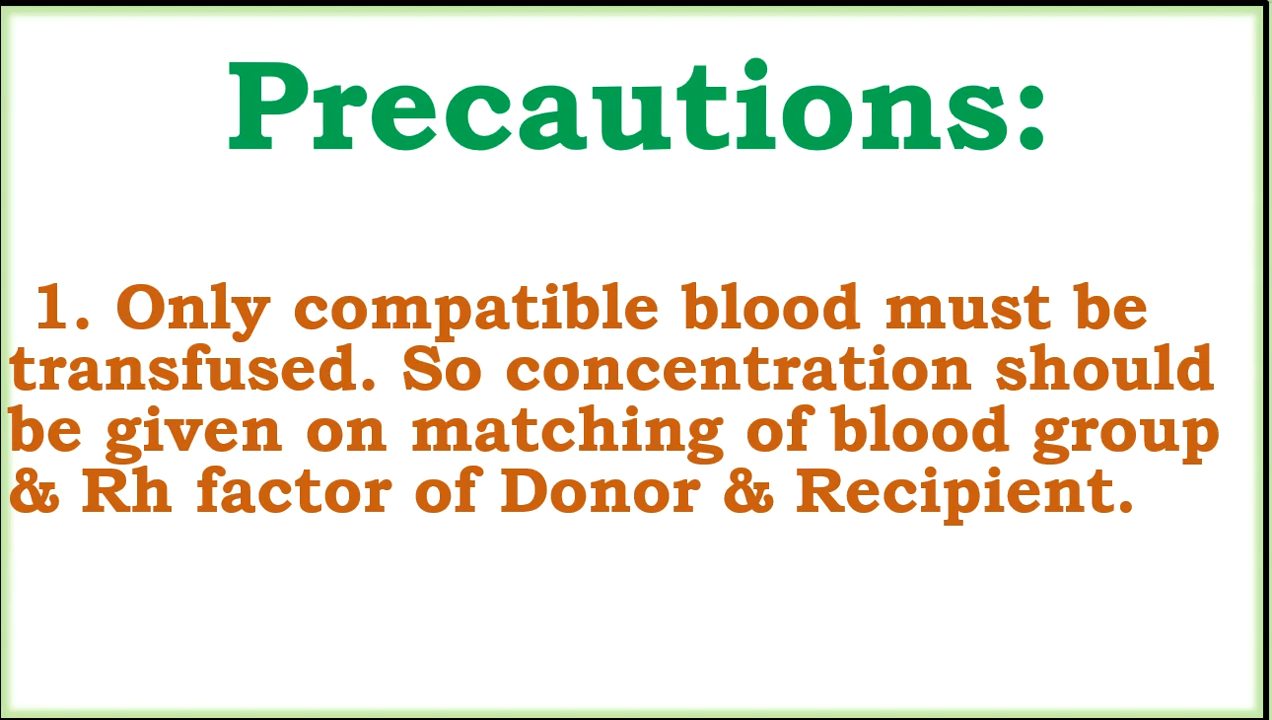 Precautions:
1. Only compatible blood must be
transfused. So concentration should
be given on matching of blood group
& Rh factor of Donor & Recipient.